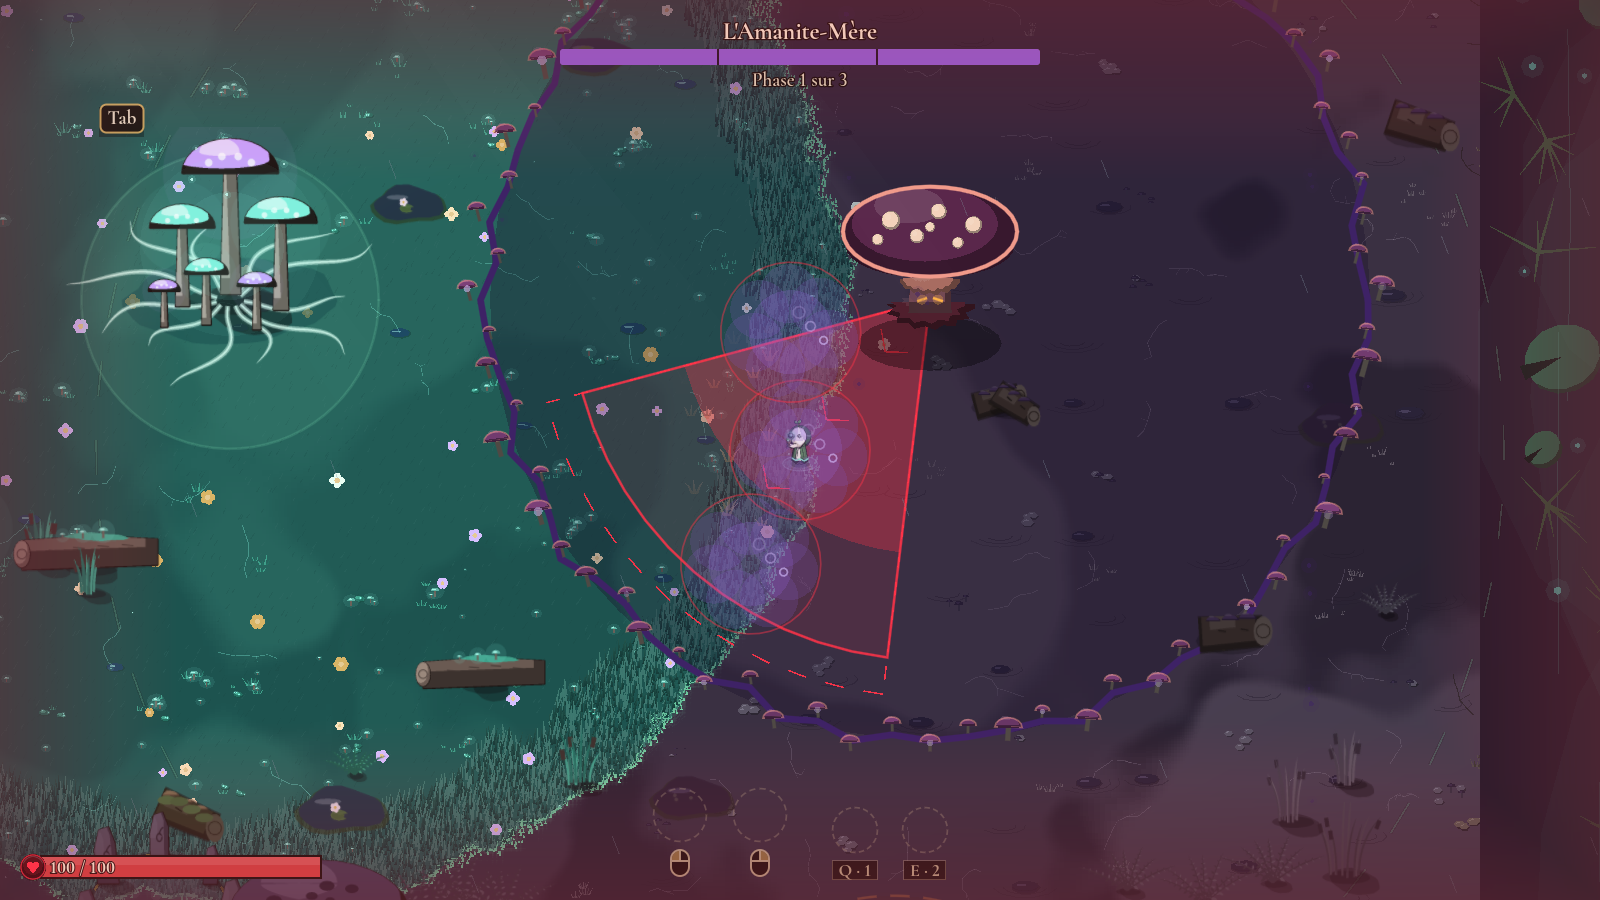 L'Amanite-Mère
Phase 1 sur 3
Tab
100 / 100
Q · 1
E · 2